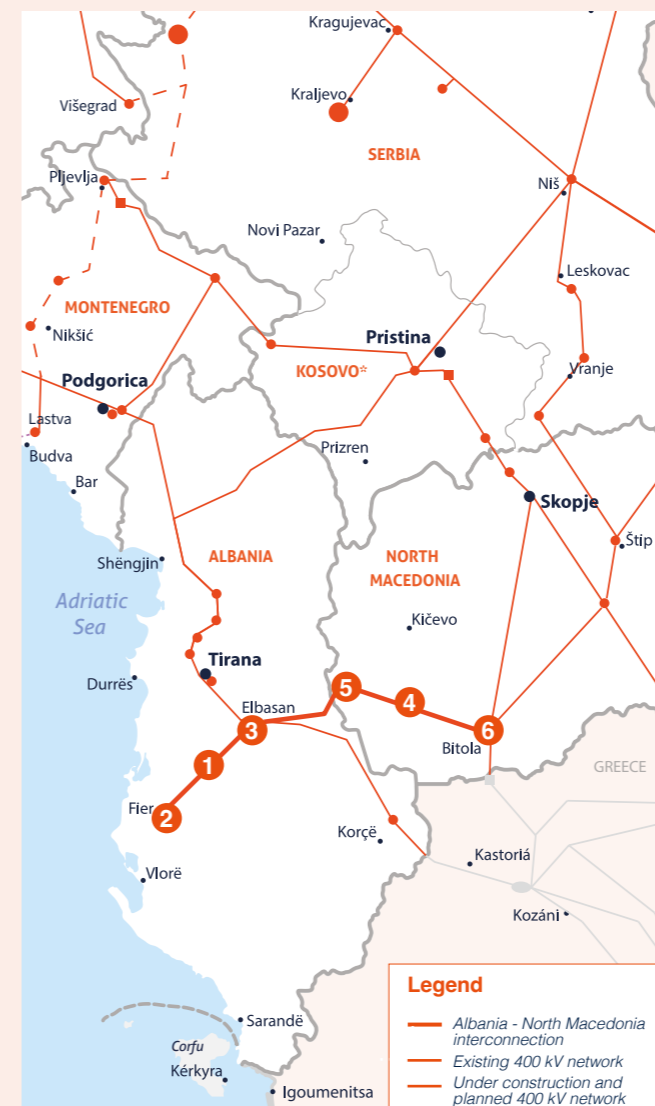 Kragujevac
Kraljevo
Višegrad
SERBIA
Pljevlja
Niš
Novi Pazar
Leskovac
MONTENEGRO
Nikšić
Pristina
KOSOVO*
Vranje
Podgorica
Lastva
Budva
Prizren
Bar
Skopje
Štip
Shëngjin
ALBANIA
NORTH
MACEDONIA
Adriatic
Sea
Kičevo
Tirana
Durrës
5
4
Elbasan
3
6
Bitola
1
GREECE
Fier
2
Korçë
Kastoriá
Vlorë
Kozáni
Legend
Albania - North Macedonia
interconnection
Existing 400 kV network
Under construction and
planned 400 kV network
Sarandë
Corfu
Kérkyra
Igoumenitsa